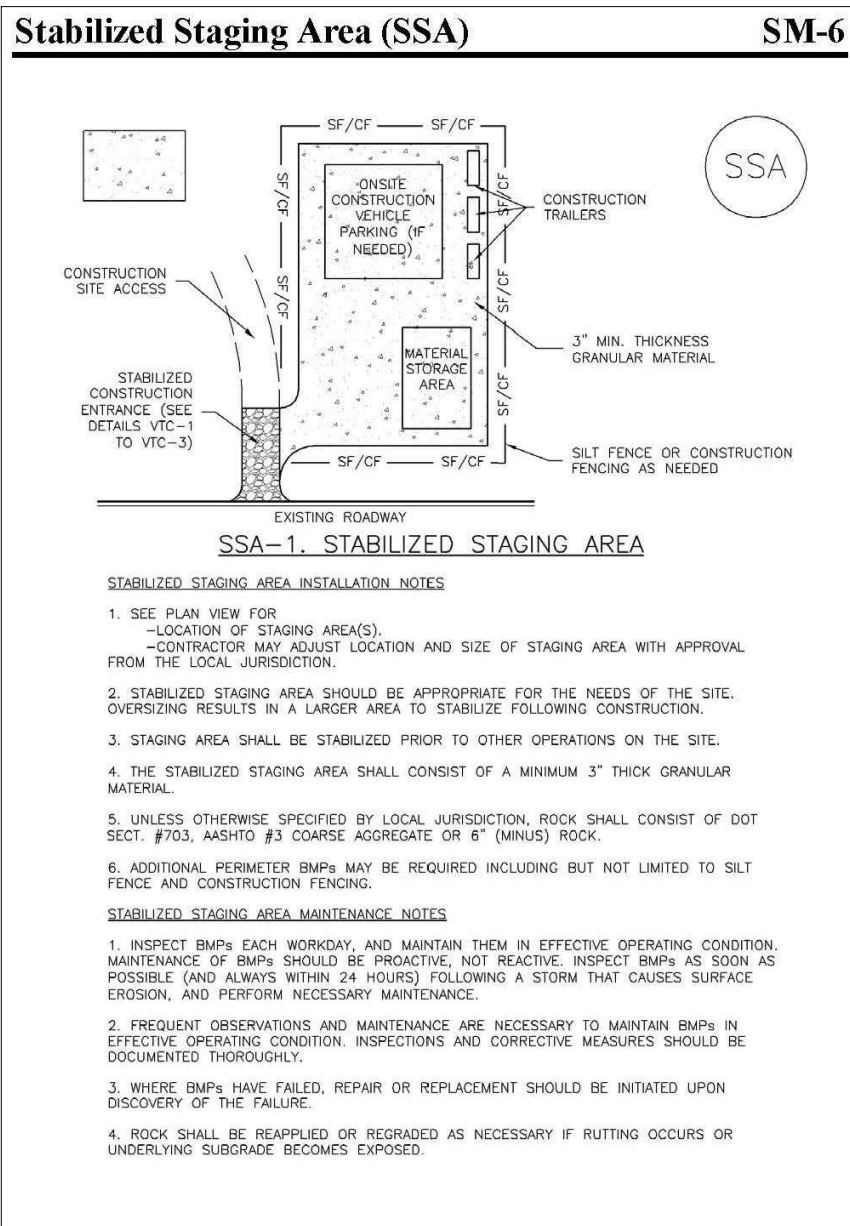 Stabilized Staging Area (SSA)
SM-6
SF/CF
SF/CF
SSA
SF/CF
SF/CF
SF/CF
SF/CF
SF/CF
ONSITE
CONSTRUCTION
VEHICLE
PARKING (IF
NEEDED)
CONSTRUCTION
TRAILERS
CONSTRUCTION
SITE ACCESS
3" MIN. THICKNESS
GRANULAR MATERIAL
MATERIAL
STORAGE
AREA
STABILIZED
CONSTRUCTION
ENTRANCE (SEE
DETAILS VTC-1
TO VTC-3)
SF/CF
SF/CF
SILT FENCE OR CONSTRUCTION
FENCING AS NEEDED
EXISTING ROADWAY
SSA-1. STABILIZED STAGING AREA
STABILIZED STAGING AREA INSTALLATION NOTES
1. SEE PLAN VIEW FOR
-LOCATION OF STAGING AREA(S).
-CONTRACTOR MAY ADJUST LOCATION AND SIZE OF STAGING AREA WITH APPROVAL
FROM THE LOCAL JURISDICTION.
2. STABILIZED STAGING AREA SHOULD BE APPROPRIATE FOR THE NEEDS OF THE SITE.
OVERSIZING RESULTS IN A LARGER AREA TO STABILIZE FOLLOWING CONSTRUCTION.
3. STAGING AREA SHALL BE STABILIZED PRIOR TO OTHER OPERATIONS ON THE SITE.
4. THE STABILIZED STAGING AREA SHALL CONSIST OF A MINIMUM 3" THICK GRANULAR
MATERIAL.
5. UNLESS OTHERWISE SPECIFIED BY LOCAL JURISDICTION, ROCK SHALL CONSIST OF DOT
SECT. #703, AASHTO #3 COARSE AGGREGATE OR 6" (MINUS) ROCK.
6. ADDITIONAL PERIMETER BMPs MAY BE REQUIRED INCLUDING BUT NOT LIMITED TO SILT
FENCE AND CONSTRUCTION FENCING.
STABILIZED STAGING AREA MAINTENANCE NOTES
1. INSPECT BMPs EACH WORKDAY, AND MAINTAIN THEM IN EFFECTIVE OPERATING CONDITION.
MAINTENANCE OF BMPs SHOULD BE PROACTIVE, NOT REACTIVE. INSPECT BMPs AS SOON AS
POSSIBLE (AND ALWAYS WITHIN 24 HOURS) FOLLOWING A STORM THAT CAUSES SURFACE
EROSION, AND PERFORM NECESSARY MAINTENANCE.
2. FREQUENT OBSERVATIONS AND MAINTENANCE ARE NECESSARY TO MAINTAIN BMPs IN
EFFECTIVE OPERATING CONDITION. INSPECTIONS AND CORRECTIVE MEASURES SHOULD BE
DOCUMENTED THOROUGHLY.
3. WHERE BMPs HAVE FAILED, REPAIR OR REPLACEMENT SHOULD BE INITIATED UPON
DISCOVERY OF THE FAILURE.
4. ROCK SHALL BE REAPPLIED OR REGRADED AS NECESSARY IF RUTTING OCCURS OR
UNDERLYING SUBGRADE BECOMES EXPOSED.